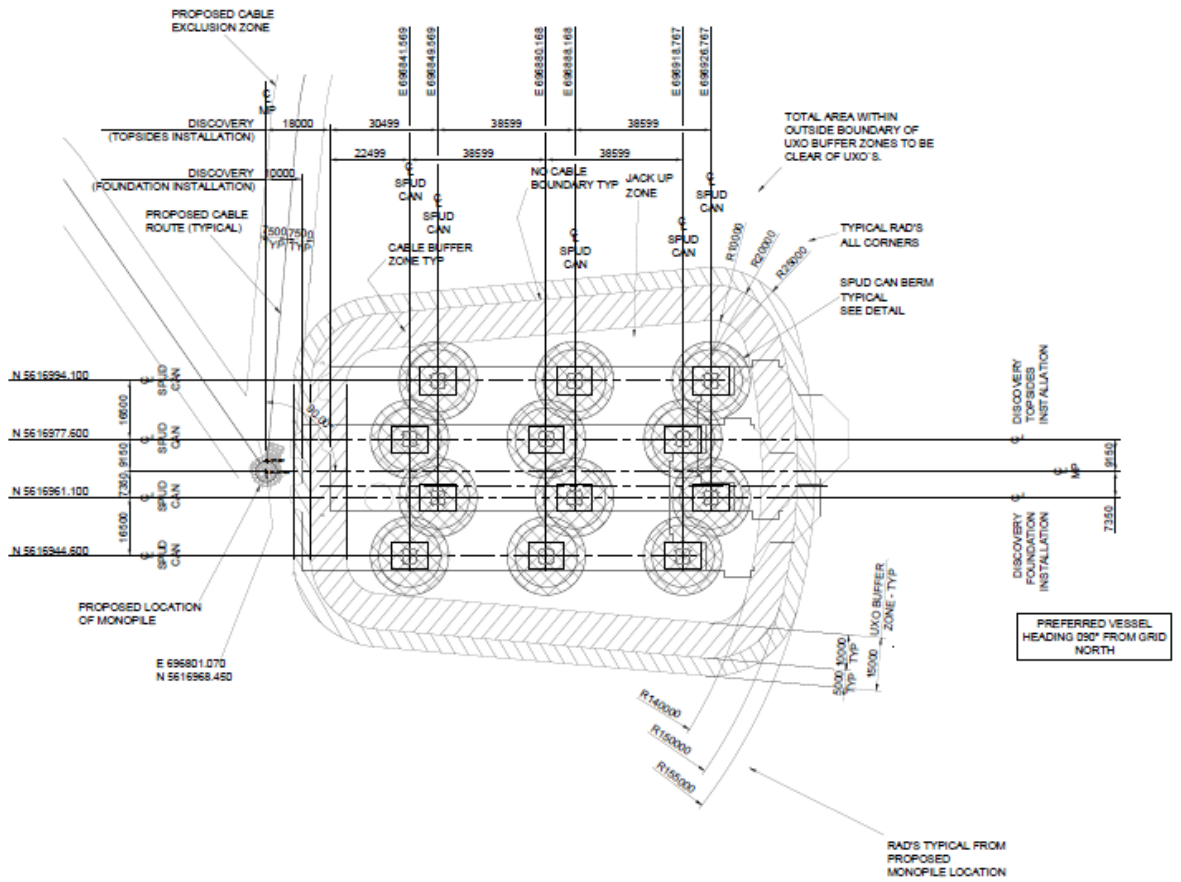 PROPOSED CABLE
EXCLUSION ZONE
℄
MP
E 696841.569
E 696849.569
E 696880.168
E 696888.168
E 696918.767
E 696926.767
DISCOVERY
(TOPSIDES INSTALLATION)
18000
30499
38599
38599
22499
38599
38599
DISCOVERY
(FOUNDATION INSTALLATION)
10000
TOTAL AREA WITHIN
OUTSIDE BOUNDARY OF
UXO BUFFER ZONES TO BE
CLEAR OF UXO'S.
℄
SPUD
CAN
℄
SPUD
CAN
NO CABLE
BOUNDARY TYP
JACK UP
ZONE
℄
SPUD
CAN
℄
SPUD
CAN
℄
SPUD
CAN
PROPOSED CABLE
ROUTE (TYPICAL)
7500
TYP
7500
TYP
CABLE BUFFER
ZONE TYP
R10000
R20000
R25000
TYPICAL RAD'S
ALL CORNERS
SPUD CAN BERM
TYPICAL
SEE DETAIL
N 5616994.100
℄
SPUD
CAN
16500
90.00
N 5616977.600
℄
SPUD
CAN
9150
7350
N 5616961.100
℄
SPUD
CAN
16500
N 5616944.600
℄
SPUD
CAN
℄
DISCOVERY
TOPSIDES
INSTALLATION
9150
℄
MP
7350
℄
DISCOVERY
FOUNDATION
INSTALLATION
PROPOSED LOCATION
OF MONOPILE
E 696801.070
N 5616968.450
UXO BUFFER
ZONE - TYP
10000
TYP
5000
TYP
15000
PREFERRED VESSEL
HEADING 090° FROM GRID
NORTH
R140000
R150000
R155000
RAD'S TYPICAL FROM
PROPOSED
MONOPILE LOCATION